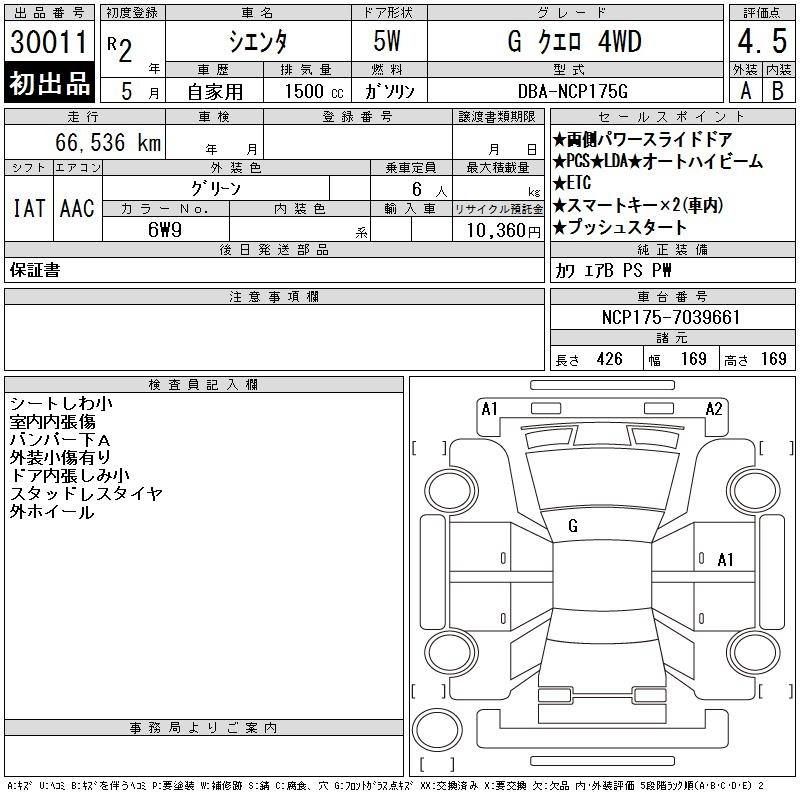 出品番号
30011
初出品
初度登録
R2年
5月
車名
シエンタ
ドア形状
5W
グレード
G クエロ 4WD
評価点
4.5
車歴
自家用
排気量
1500 cc
燃料
ガソリン
型式
DBA-NCP175G
外装 内装
A B
走行
66,536 km
車検
年 月
登録番号
譲渡書類期限
月 日
シフト
IAT
エアコン
AAC
外装色
グリーン
乗車定員
6人
最大積載量
kg
カラーNo.
6W9
内装色
系
輸入車
リサイクル預託金
10,360円
後日発送部品
保証書
セールスポイント
★両側パワースライドドア
★PCS★LDA★オートハイビーム
★ETC
★スマートキー×2(車内)
★プッシュスタート
純正装備
カワ エアB PS PW
注意事項欄
車台番号
NCP175-7039661
諸元
長さ 426 幅 169 高さ 169
検査員記入欄
シートしわ小
室内内張傷
バンパー下A
外装小傷有り
ドア内張しみ小
スタッドレスタイヤ
外ホイール
事務局よりご案内
A1
A2
G
A1
A:キズ U:ヘコミ B:キズを伴うヘコミ P:要塗装 W:補修跡 S:錆 C:腐食、穴 G:フロントガラス点キズ XX:交換済み X:要交換 欠:欠品 内・外装評価 5段階ランク順(A・B・C・D・E) 2